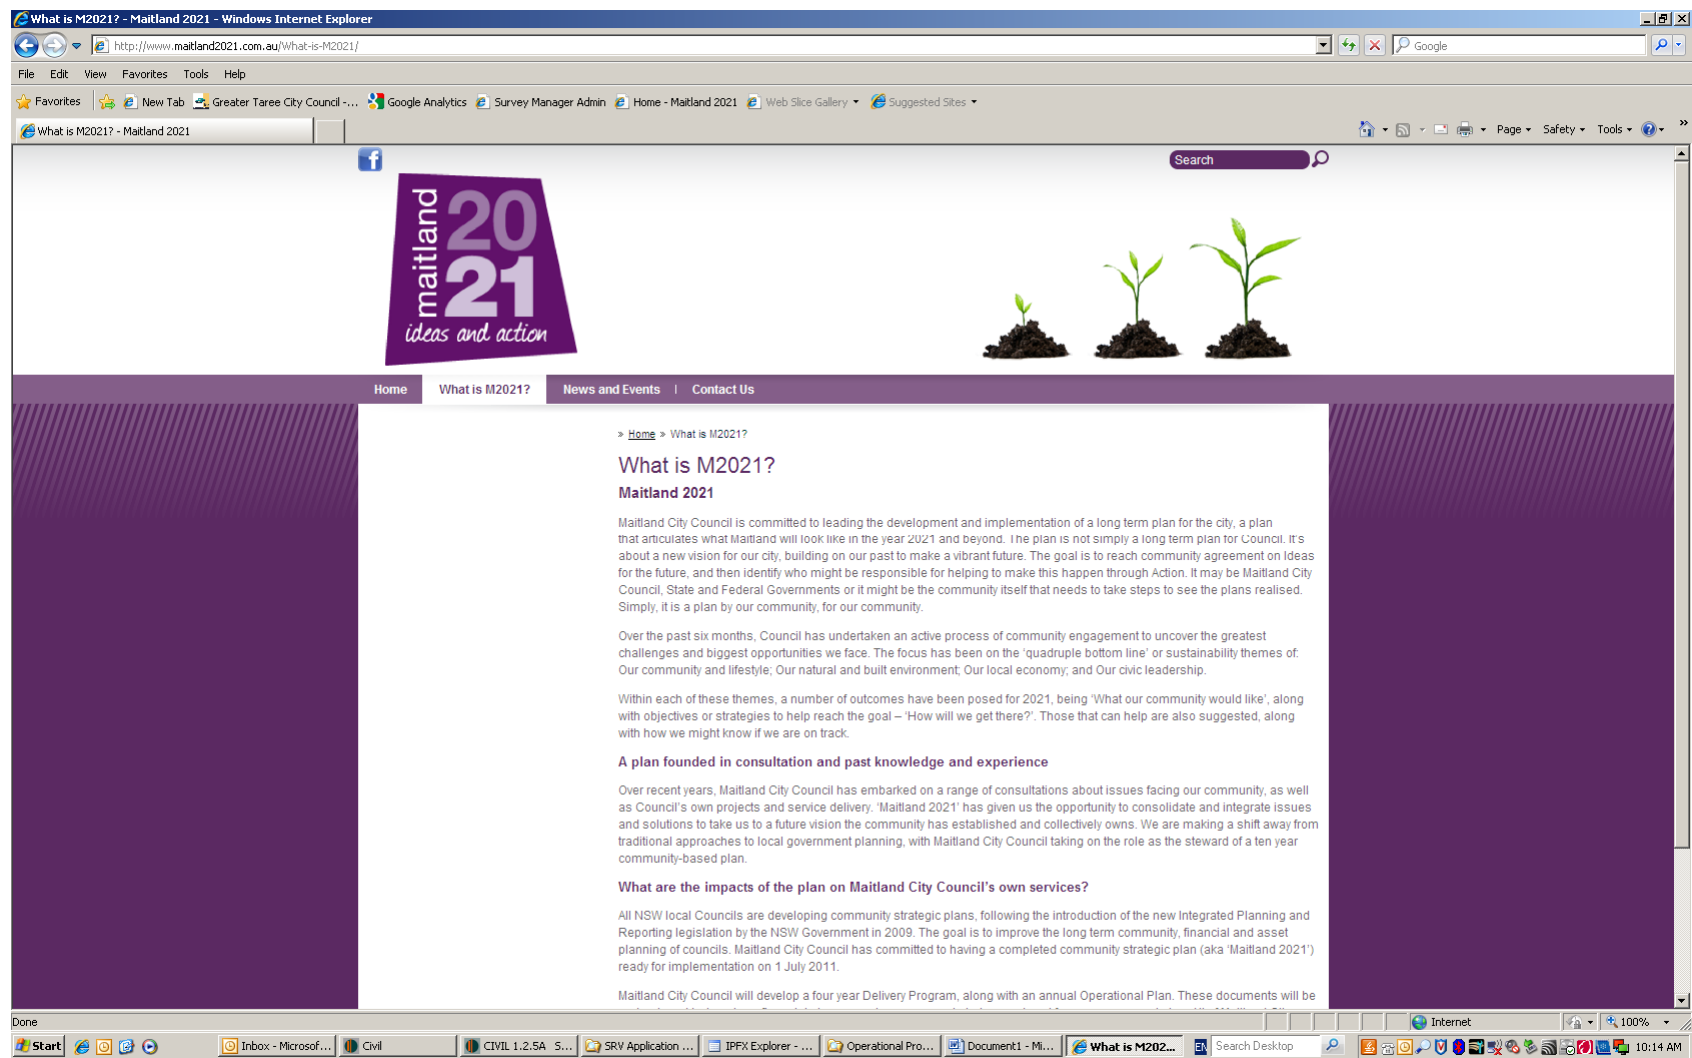 What is M2021? - Maitland 2021 - Windows Internet Explorer
http://www.maitland2021.com.au/What-is-M2021/
Google
File Edit View Favorites Tools Help
Favorites New Tab Greater Taree City Council -... Google Analytics Survey Manager Admin Home - Maitland 2021 Web Slice Gallery Suggested Sites
What is M2021? - Maitland 2021
Page Safety Tools
Search
maitland
20
21
ideas and action
Home What is M2021? News and Events | Contact Us
» Home » What is M2021?
What is M2021?
Maitland 2021
Maitland City Council is committed to leading the development and implementation of a long term plan for the city, a plan
that articulates what Maitland will look like in the year 2021 and beyond. The plan is not simply a long term plan for Council. It's
about a new vision for our city, building on our past to make a vibrant future. The goal is to reach community agreement on Ideas
for the future, and then identify who might be responsible for helping to make this happen through Action. It may be Maitland City
Council, State and Federal Governments or it might be the community itself that needs to take steps to see the plans realised.
Simply, it is a plan by our community, for our community.
Over the past six months, Council has undertaken an active process of community engagement to uncover the greatest
challenges and biggest opportunities we face. The focus has been on the 'quadruple bottom line' or sustainability themes of:
Our community and lifestyle; Our natural and built environment; Our local economy; and Our civic leadership.
Within each of these themes, a number of outcomes have been posed for 2021, being 'What our community would like', along
with objectives or strategies to help reach the goal – 'How will we get there?'. Those that can help are also suggested, along
with how we might know if we are on track.
A plan founded in consultation and past knowledge and experience
Over recent years, Maitland City Council has embarked on a range of consultations about issues facing our community, as well
as Council's own projects and service delivery. 'Maitland 2021' has given us the opportunity to consolidate and integrate issues
and solutions to take us to a future vision the community has established and collectively owns. We are making a shift away from
traditional approaches to local government planning, with Maitland City Council taking on the role as the steward of a ten year
community-based plan.
What are the impacts of the plan on Maitland City Council's own services?
All NSW local Councils are developing community strategic plans, following the introduction of the new Integrated Planning and
Reporting legislation by the NSW Government in 2009. The goal is to improve the long term community, financial and asset
planning of councils. Maitland City Council has committed to having a completed community strategic plan (aka 'Maitland 2021')
ready for implementation on 1 July 2011.
Maitland City Council will develop a four year Delivery Program, along with an annual Operational Plan. These documents will be
Done Internet 100%
Start Inbox - Microsof... Civil CIVIL 1.2.5A S... SRV Application ... IPFX Explorer - ... Operational Pro... Document1 - Mi... What is M202... EN Search Desktop 10:14 AM